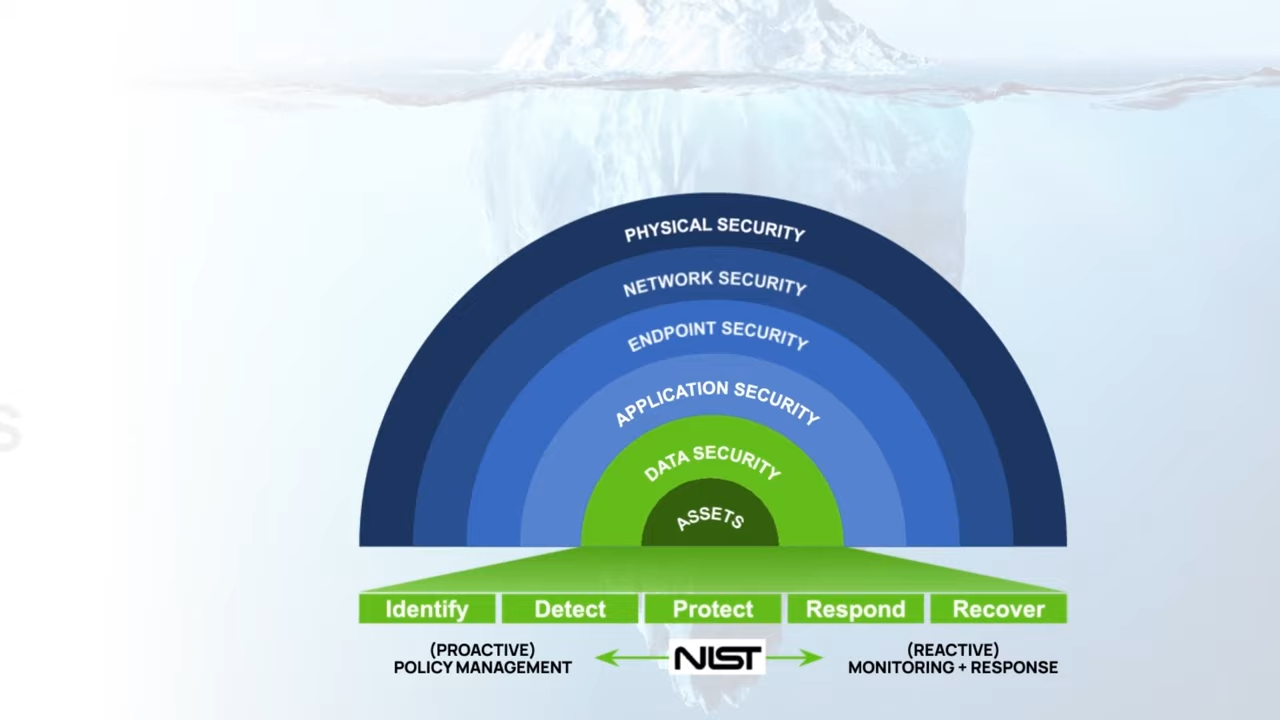 PHYSICAL SECURITY
NETWORK SECURITY
ENDPOINT SECURITY
APPLICATION SECURITY
DATA SECURITY
ASSETS
Identify
Detect
Protect
Respond
Recover
(PROACTIVE)
POLICY MANAGEMENT
NIST
(REACTIVE)
MONITORING + RESPONSE